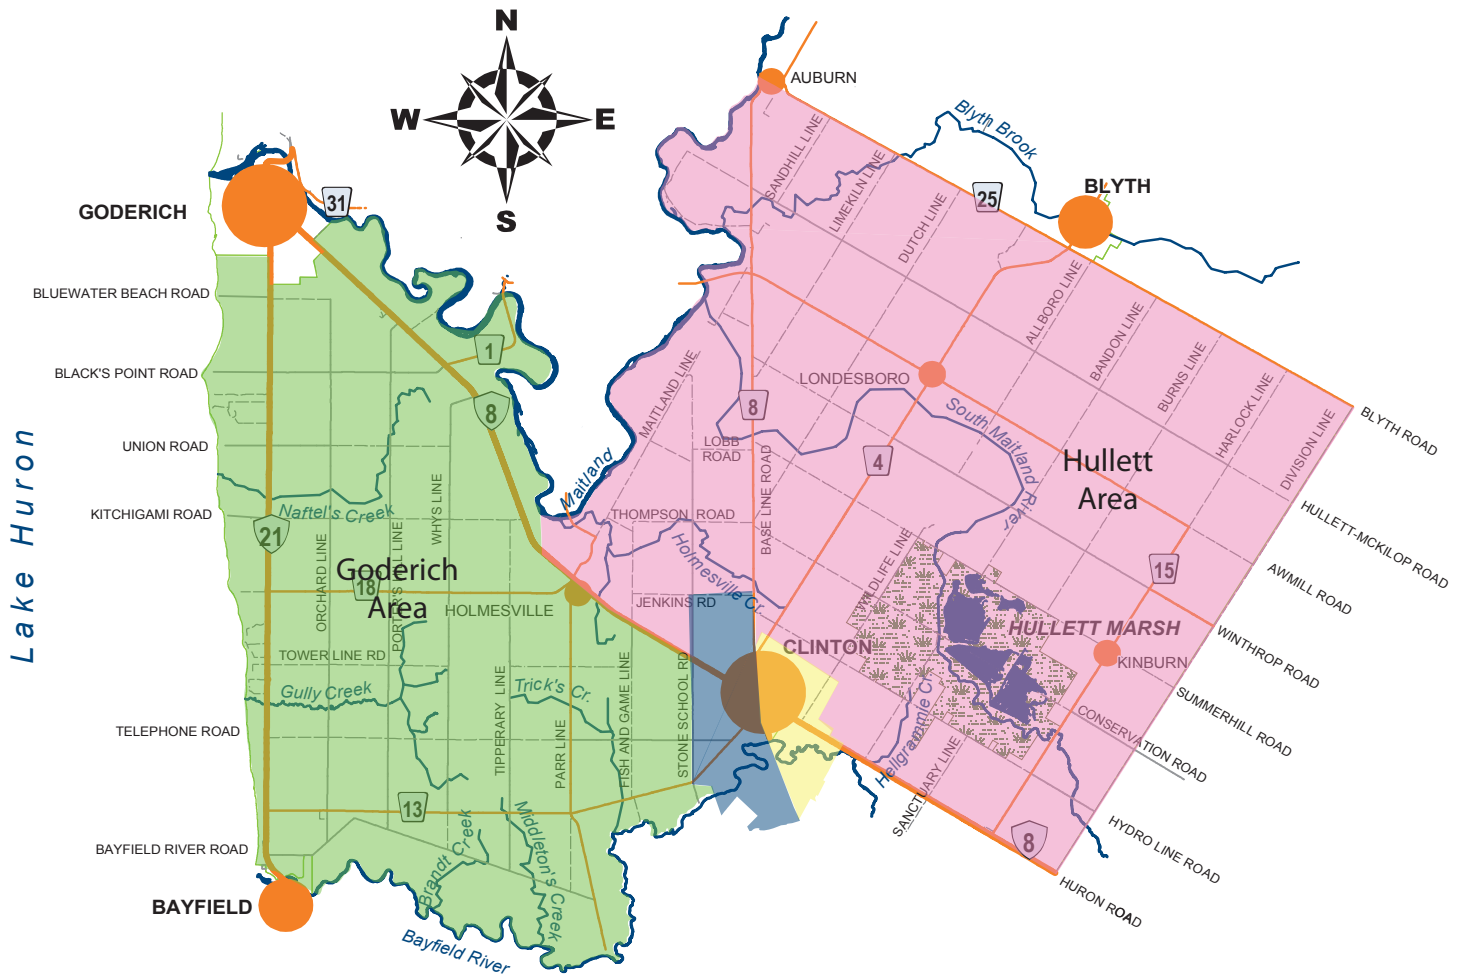 N
W
E
S
AUBURN
Blyth Brook
BLYTH
25
GODERICH
31
SANDHILL LINE
LIMEKILN LINE
DUTCH LINE
ALLBORO LINE
BANDON LINE
BURNS LINE
HARLOCK LINE
DIVISION LINE
BLUEWATER BEACH ROAD
BLACK'S POINT ROAD
UNION ROAD
KITCHIGAMI ROAD
TELEPHONE ROAD
BAYFIELD RIVER ROAD
BAYFIELD
Lake Huron
1
8
21
18
13
Naftel's Creek
Goderich
Area
ORCHARD LINE
PORTER'S HILL LINE
WHYS LINE
HOLMESVILLE
TOWER LINE RD
Gully Creek
TIPPERARY LINE
Trick's Cr.
PARR LINE
FISH AND GAME LINE
STONE SCHOOL RD
Brandt Creek
Middleton's Creek
Bayfield River
Maitland
MAITLAND LINE
LONDESBORO
8
4
LOBB
ROAD
BASE LINE ROAD
THOMPSON ROAD
Holmesville Cr.
JENKINS RD
CLINTON
South Maitland River
Hullett
Area
WILDLIFE LINE
HULLETT MARSH
15
KINBURN
CONSERVATION ROAD
Hellgrammie Cr.
SANCTUARY LINE
8
BLYTH ROAD
HULLETT-MCKILOP ROAD
AWMILL ROAD
WINTHROP ROAD
SUMMERHILL ROAD
HYDRO LINE ROAD
HURON ROAD